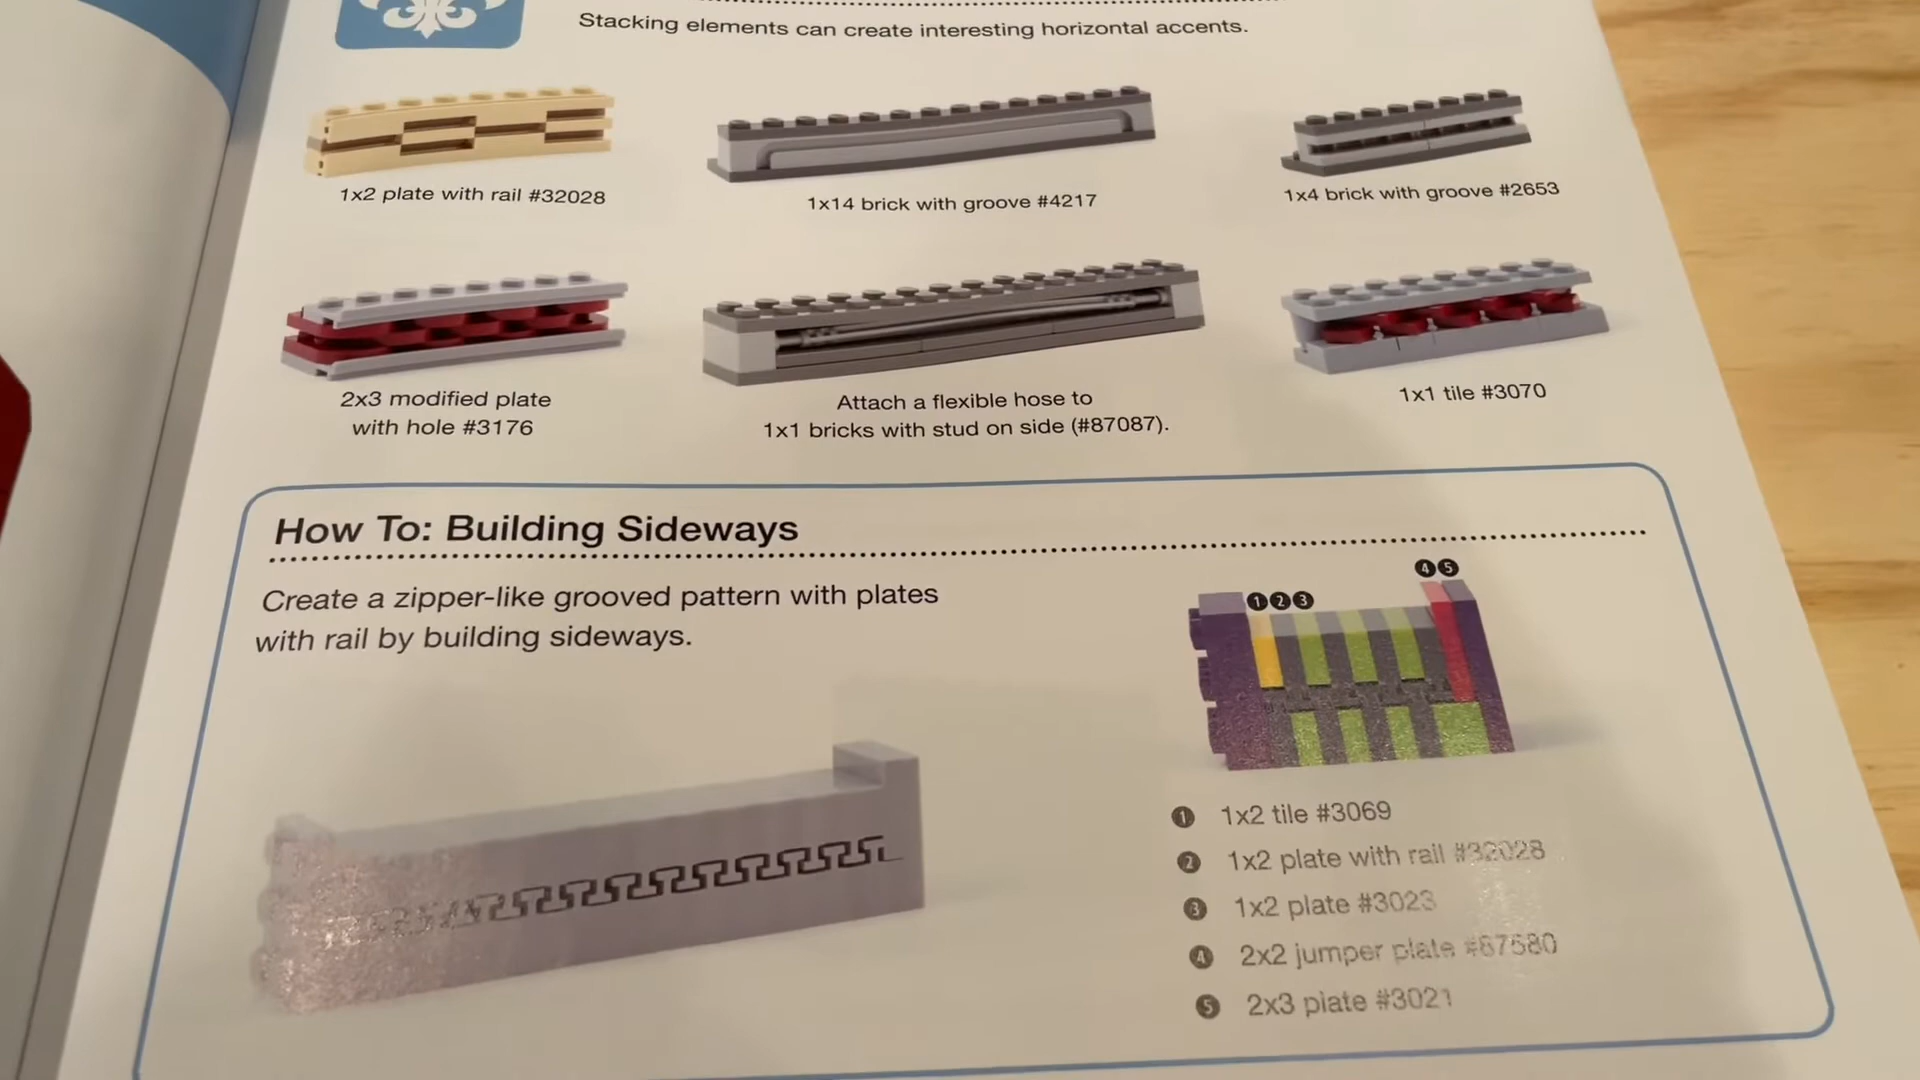 Stacking elements can create interesting horizontal accents.
1x2 plate with rail #32028
1x14 brick with groove #4217
1x4 brick with groove #2653
2x3 modified plate
with hole #3176
Attach a flexible hose to
1x1 bricks with stud on side (#87087).
1x1 tile #3070
How To: Building Sideways
Create a zipper-like grooved pattern with plates
with rail by building sideways.
1 2 3
4 5
1 1x2 tile #3069
2 1x2 plate with rail #32028
3 1x2 plate #3023
4 2x2 jumper plate #87580
5 2x3 plate #3021